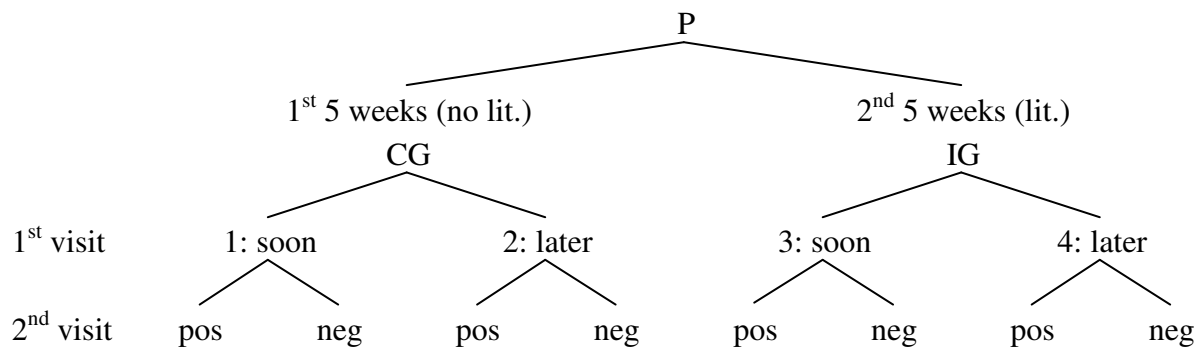 P
1st 5 weeks (no lit.) 2nd 5 weeks (lit.)
CG IG
1st visit 1: soon 2: later 3: soon 4: later
2nd visit pos neg pos neg pos neg pos neg